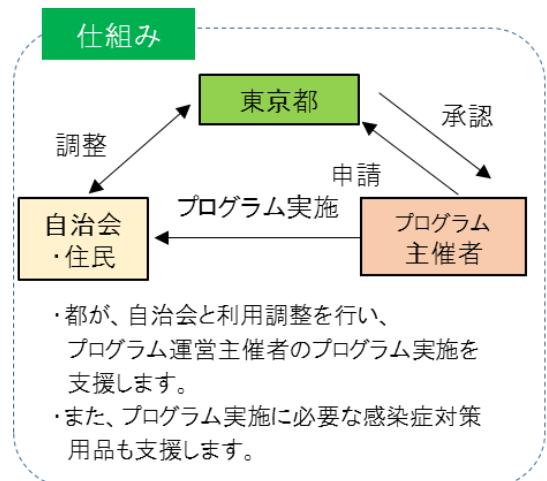 仕組み
東京都
承認
調整
申請
プログラム実施
自治会
・住民
プログラム
主催者
・都が、自治会と利用調整を行い、
プログラム運営主催者のプログラム実施を
支援します。
・また、プログラム実施に必要な感染症対策
用品も支援します。